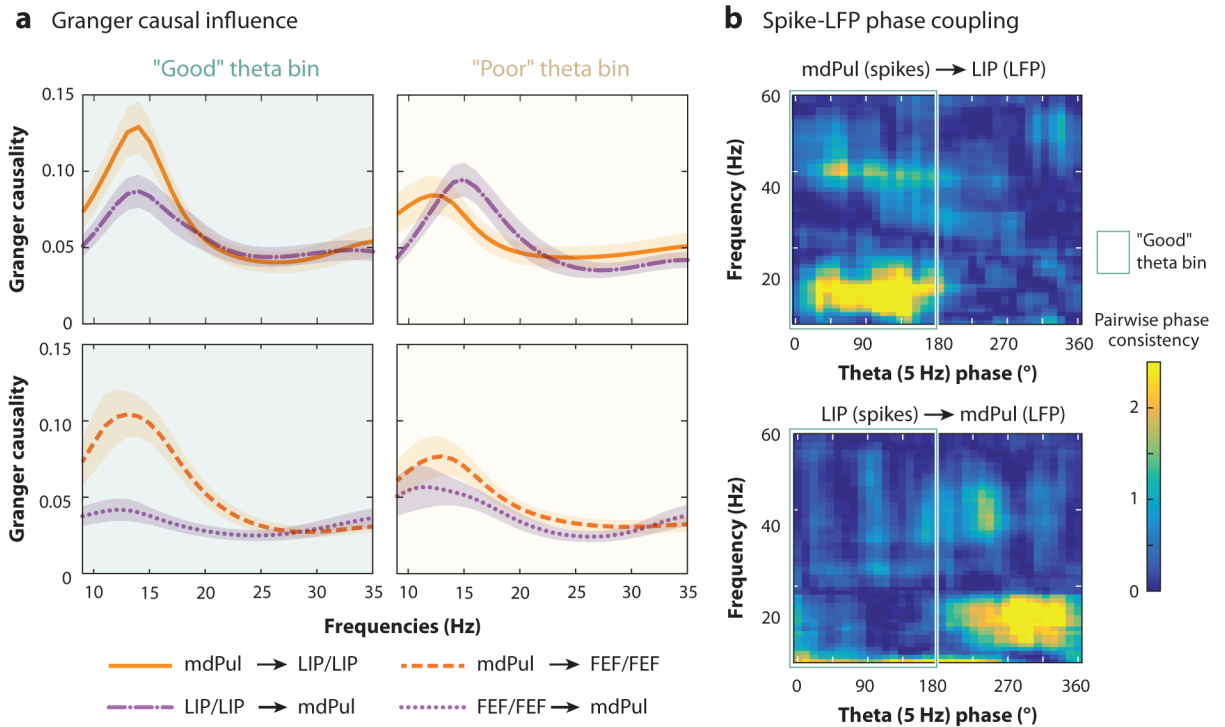 a Granger causal influence
"Good" theta bin
"Poor" theta bin
Granger causality
0.15
0.10
0.05
0
Granger causality
0.15
0.10
0.05
0
10 15 20 25 30 35
10 15 20 25 30 35
Frequencies (Hz)
mdPul → LIP/LIP
mdPul → FEF/FEF
LIP/LIP → mdPul
FEF/FEF → mdPul
b Spike-LFP phase coupling
mdPul (spikes) → LIP (LFP)
Frequency (Hz)
60
40
20
0 90 180 270 360
Theta (5 Hz) phase (°)
"Good"
theta bin
Pairwise phase
consistency
2
1
0
LIP (spikes) → mdPul (LFP)
Frequency (Hz)
60
40
20
0 90 180 270 360
Theta (5 Hz) phase (°)